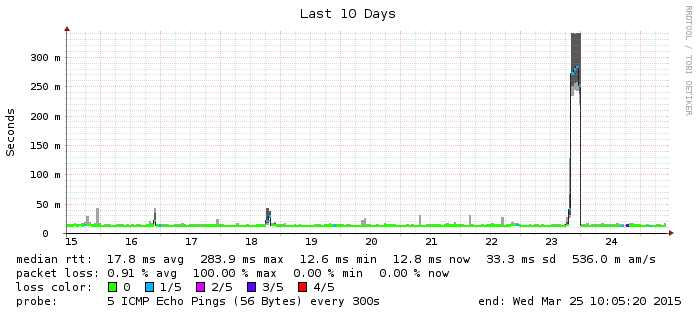 Last 10 Days
RRDTOOL / TOBI OETIKER
Seconds
300 m
250 m
200 m
150 m
100 m
50 m
0
15 16 17 18 19 20 21 22 23 24
median rtt: 17.8 ms avg 283.9 ms max 12.6 ms min 12.8 ms now 33.3 ms sd 536.0 m am/s
packet loss: 0.91 % avg 100.00 % max 0.00 % min 0.00 % now
loss color: 0 1/5 2/5 3/5 4/5
probe: 5 ICMP Echo Pings (56 Bytes) every 300s end: Wed Mar 25 10:05:20 2015